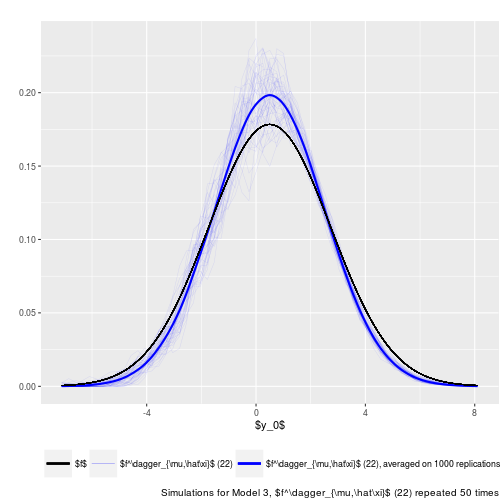 0.20
0.15
0.10
0.05
0.00
-4 0 4 8
$y_0$
$f$ $f^\dagger_{\mu,\hat\xi}$ (22) $f^\dagger_{\mu,\hat\xi}$ (22), averaged on 1000 replications
Simulations for Model 3, $f^\dagger_{\mu,\hat\xi}$ (22) repeated 50 times